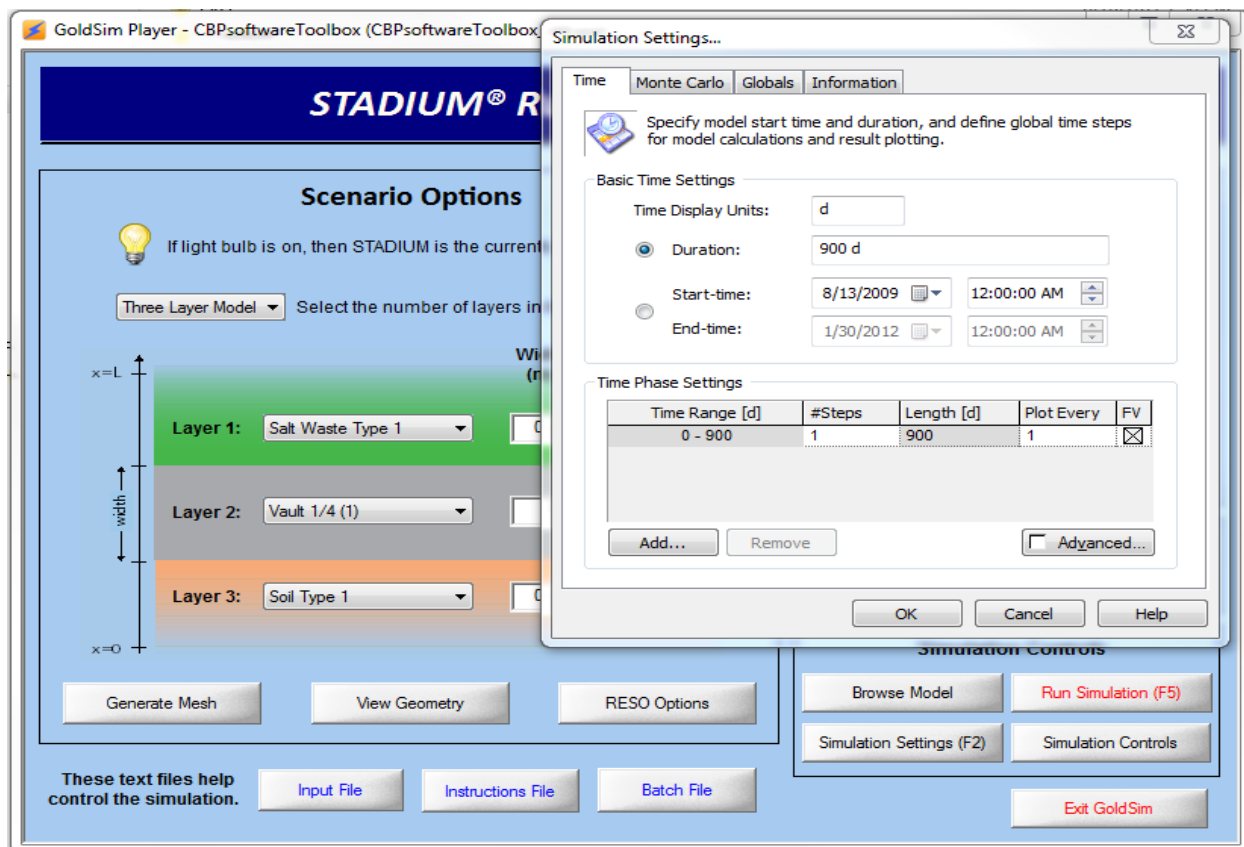 GoldSim Player - CBPsoftwareToolbox (CBPsoftwareToolbox_
Simulation Settings...
Time
Monte Carlo
Globals
Information
Specify model start time and duration, and define global time steps
for model calculations and result plotting.
Basic Time Settings
Time Display Units: d
Duration: 900 d
Start-time: 8/13/2009 12:00:00 AM
End-time: 1/30/2012 12:00:00 AM
Time Phase Settings
Time Range [d] #Steps Length [d] Plot Every FV
0 - 900 1 900 1
Add...
Remove
Advanced...
OK
Cancel
Help
STADIUM® R
Scenario Options
If light bulb is on, then STADIUM is the current
Three Layer Model
Select the number of layers in
x=L
Layer 1: Salt Waste Type 1
width
Layer 2: Vault 1/4 (1)
Layer 3: Soil Type 1
x=0
Generate Mesh
View Geometry
RESO Options
Simulation Controls
Browse Model
Run Simulation (F5)
Simulation Settings (F2)
Simulation Controls
These text files help
control the simulation.
Input File
Instructions File
Batch File
Exit GoldSim